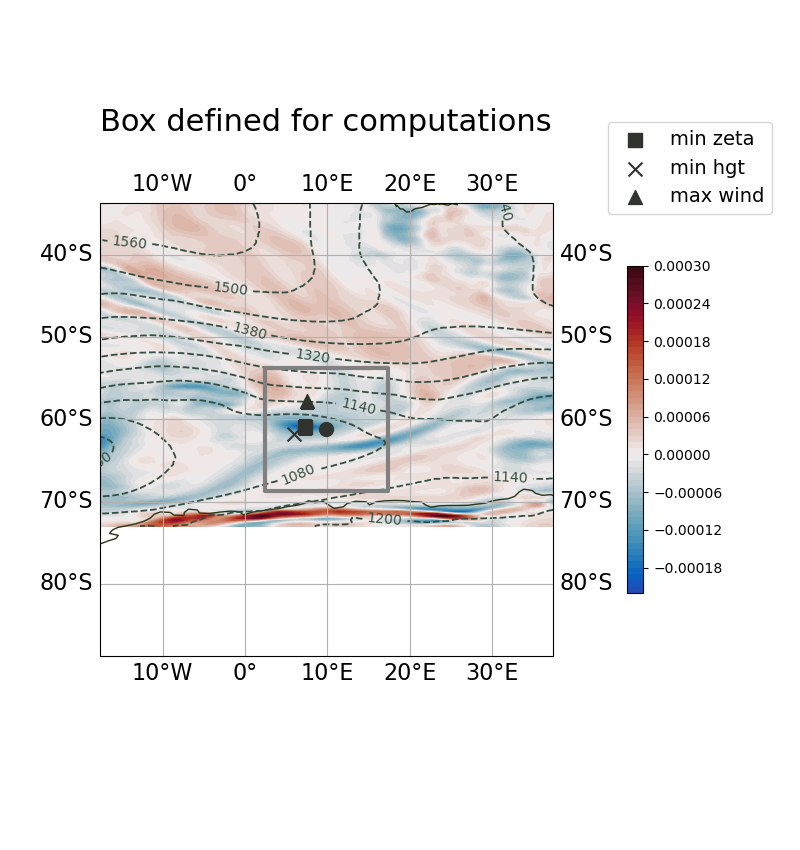 Box defined for computations
min zeta
min hgt
max wind
10°W 0° 10°E 20°E 30°E
40°S 40°S
50°S 50°S
60°S 60°S
70°S 70°S
80°S 80°S
10°W 0° 10°E 20°E 30°E
1560
1500
1380
1320
1140
1080
1140
1200
40
0.00030
0.00024
0.00018
0.00012
0.00006
0.00000
−0.00006
−0.00012
−0.00018